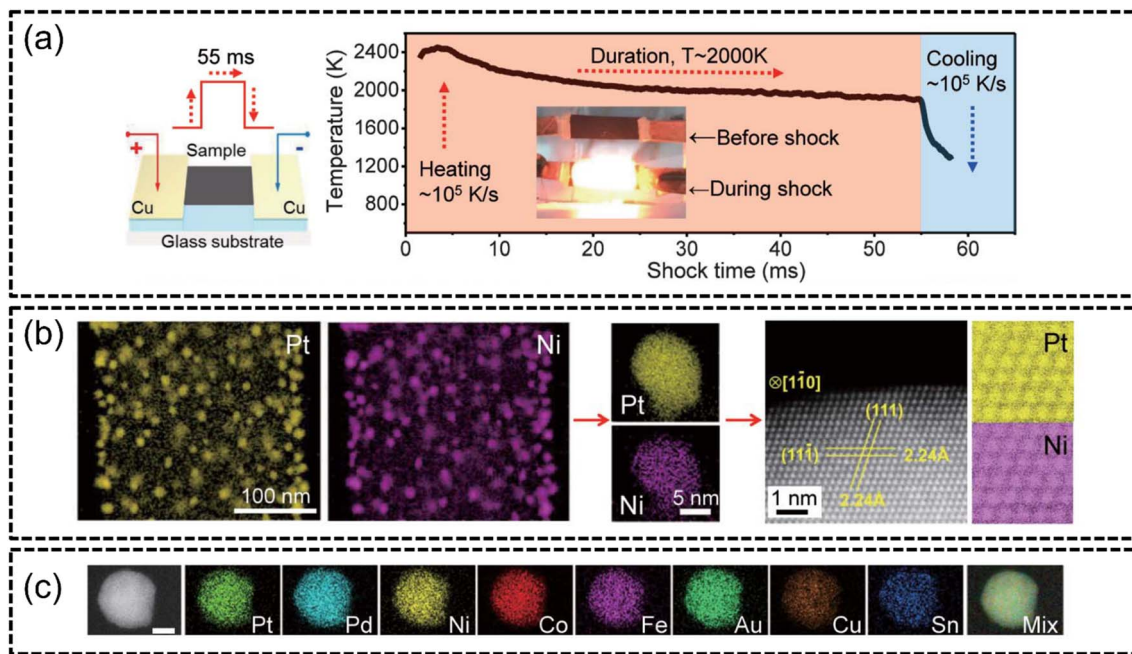 (a)
55 ms
+
Sample
-
Cu
Cu
Glass substrate
Temperature (K)
2400
2000
1600
1200
800
Duration, T~2000K
Cooling
~10⁵ K/s
Heating
~10⁵ K/s
←Before shock
←During shock
0 10 20 30 40 50 60
Shock time (ms)
(b)
Pt
100 nm
Ni
Pt
Ni
5 nm
⊗[11̅0]
(111)
(111̅)
2.24Å
2.24Å
1 nm
Pt
Ni
(c)
Pt Pd Ni Co Fe Au Cu Sn Mix